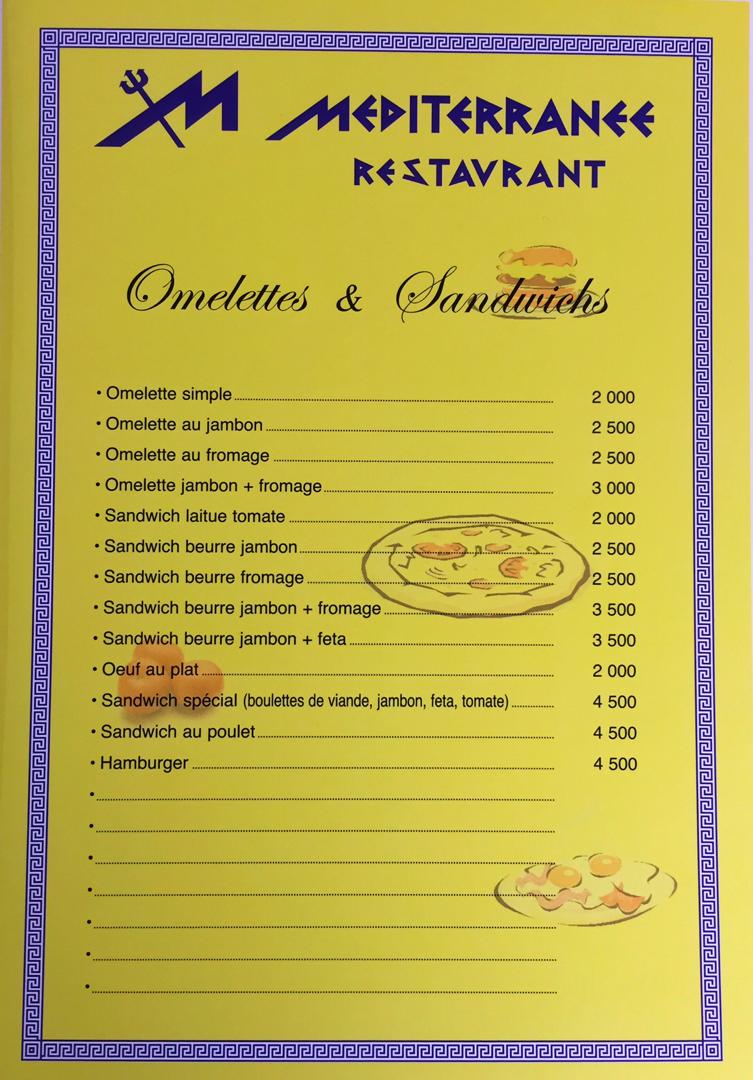 M MEDITERRANEE
RESTAVRANT
Omelettes & Sandwichs
• Omelette simple 2 000
• Omelette au jambon 2 500
• Omelette au fromage 2 500
• Omelette jambon + fromage 3 000
• Sandwich laitue tomate 2 000
• Sandwich beurre jambon 2 500
• Sandwich beurre fromage 2 500
• Sandwich beurre jambon + fromage 3 500
• Sandwich beurre jambon + feta 3 500
• Oeuf au plat 2 000
• Sandwich spécial (boulettes de viande, jambon, feta, tomate) 4 500
• Sandwich au poulet 4 500
• Hamburger 4 500